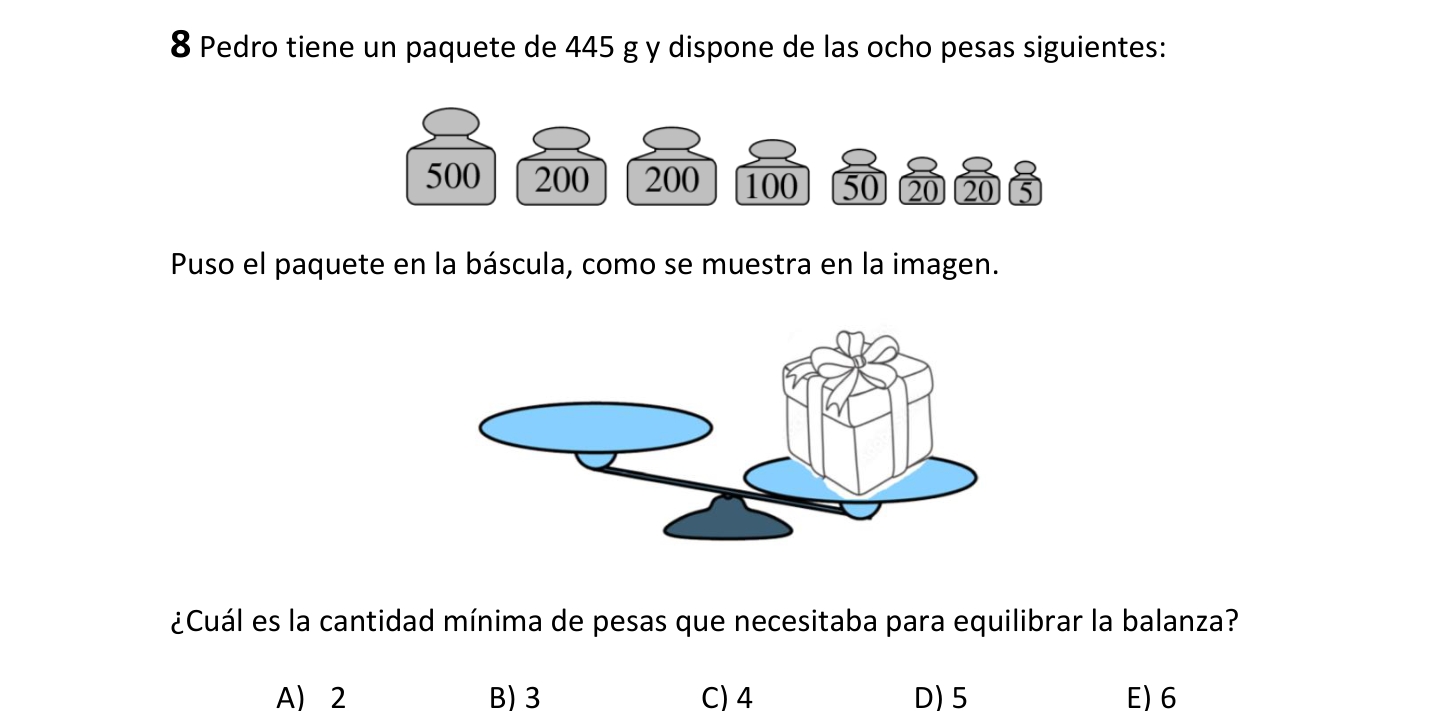 8 Pedro tiene un paquete de 445 g y dispone de las ocho pesas siguientes:
500 200 200 100 50 20 20 5
Puso el paquete en la báscula, como se muestra en la imagen.
¿Cuál es la cantidad mínima de pesas que necesitaba para equilibrar la balanza?
A) 2 B) 3 C) 4 D) 5 E) 6